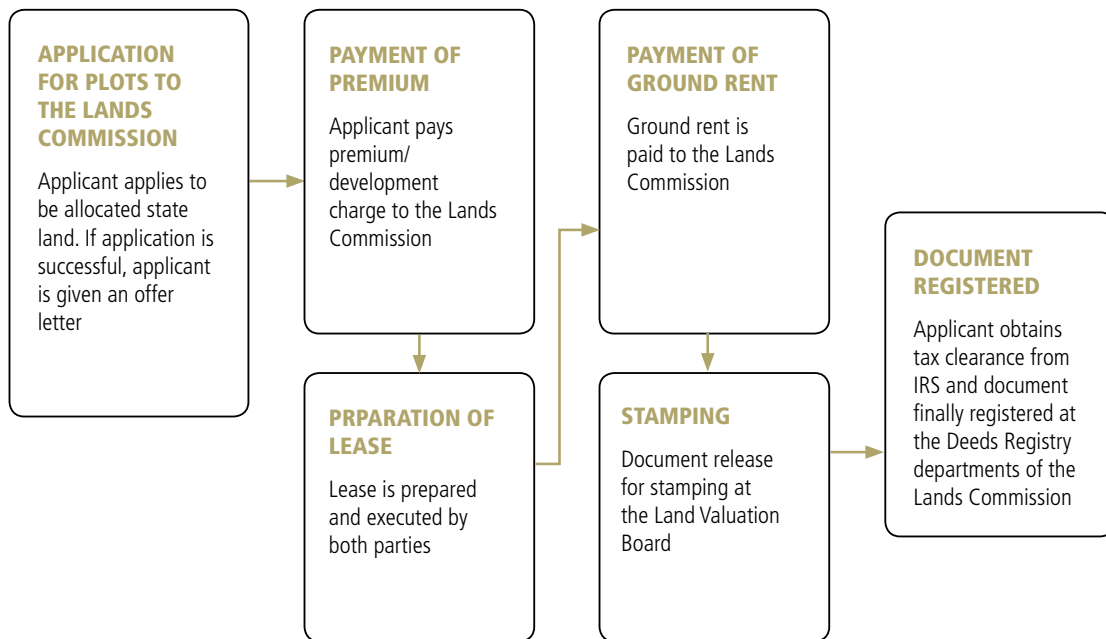 APPLICATION
FOR PLOTS TO
THE LANDS
COMMISSION
Applicant applies to
be allocated state
land. If application is
successful, applicant
is given an offer
letter
PAYMENT OF
PREMIUM
Applicant pays
premium/
development
charge to the Lands
Commission
PRPARATION OF
LEASE
Lease is prepared
and executed by
both parties
PAYMENT OF
GROUND RENT
Ground rent is
paid to the Lands
Commission
STAMPING
Document release
for stamping at
the Land Valuation
Board
DOCUMENT
REGISTERED
Applicant obtains
tax clearance from
IRS and document
finally registered at
the Deeds Registry
departments of the
Lands Commission